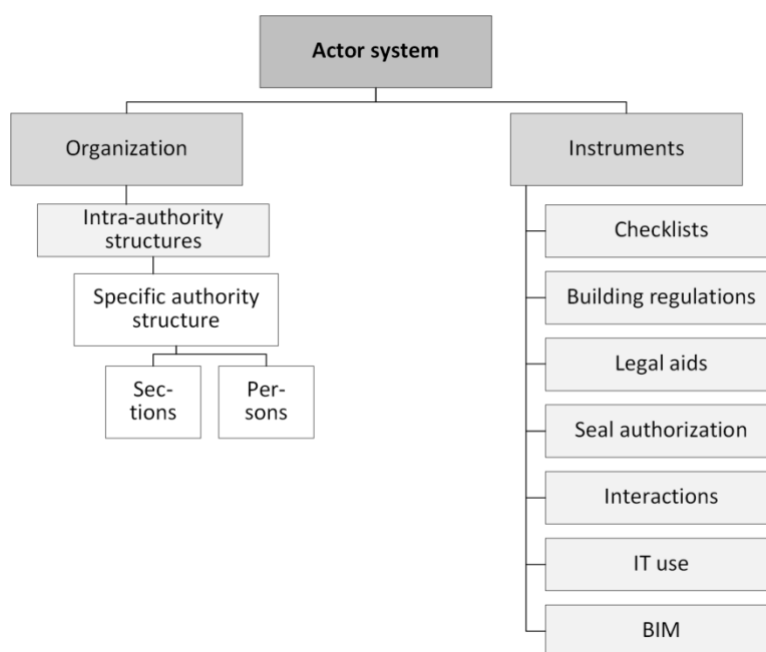 Actor system
Organization
Instruments
Intra-authority
structures
Specific authority
structure
Sec-
tions
Per-
sons
Checklists
Building regulations
Legal aids
Seal authorization
Interactions
IT use
BIM